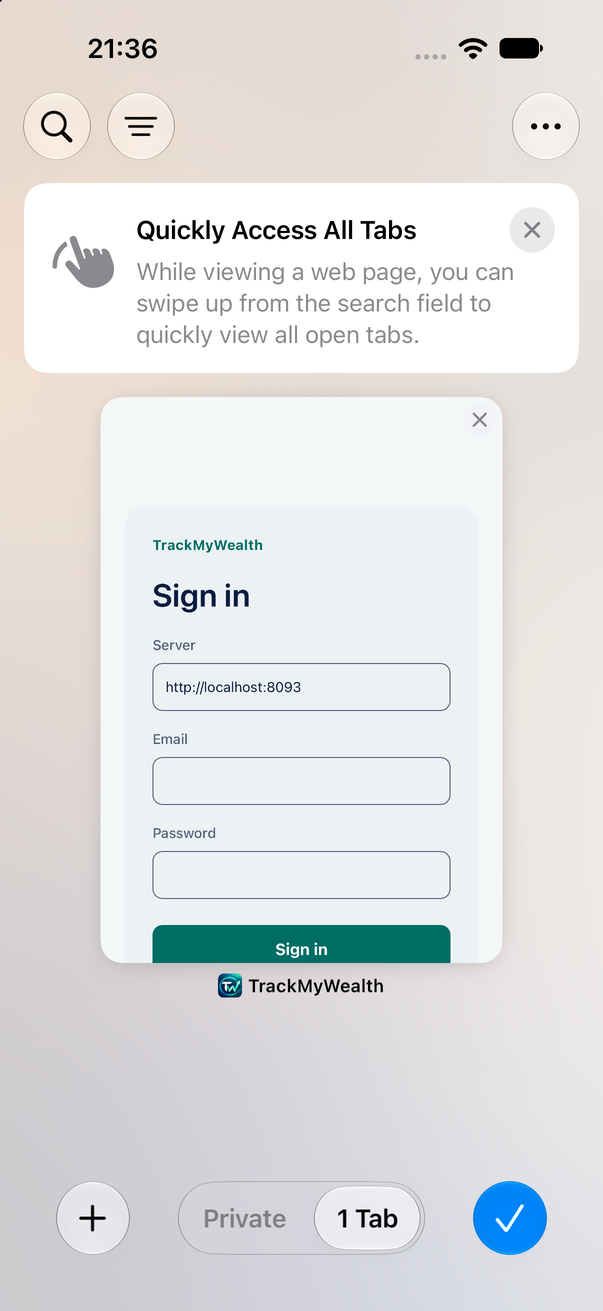 21:36
Quickly Access All Tabs
While viewing a web page, you can
swipe up from the search field to
quickly view all open tabs.
TrackMyWealth
Sign in
Server
http://localhost:8093
Email
Password
Sign in
TW TrackMyWealth
Private
1 Tab